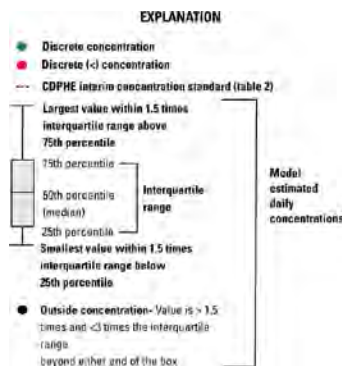 EXPLANATION
Discrete concentration
Discrete (<) concentration
CDPHE interim concentration standard (table 2)
Largest value within 1.5 times
interquartile range above
75th percentile
75th percentile
50th percentile
(median)
25th percentile
Interquartile
range
Smallest value within 1.5 times
interquartile range below
25th percentile
Outside concentration- Value is > 1.5
times and <3 times the interquartile
range
beyond either end of the box
Model
estimated
daily
concentrations